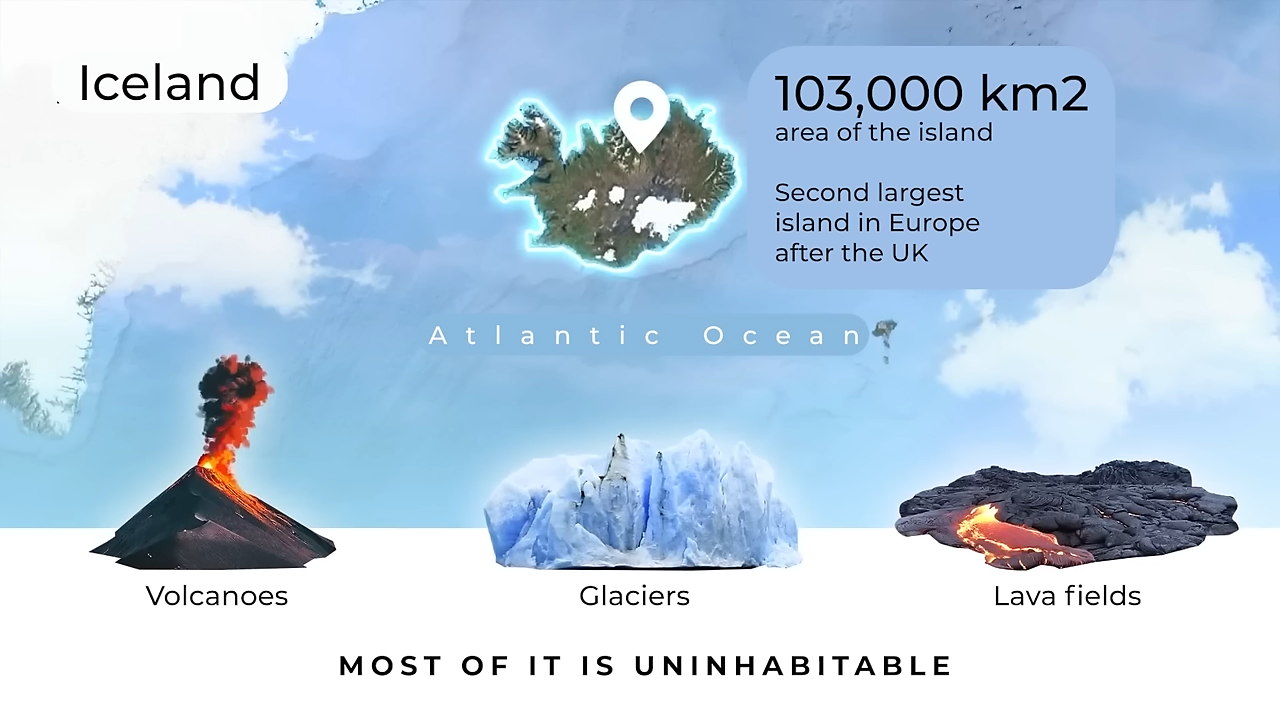 Iceland
103,000 km2
area of the island
Second largest
island in Europe
after the UK
Atlantic Ocean
Volcanoes
Glaciers
Lava fields
MOST OF IT IS UNINHABITABLE